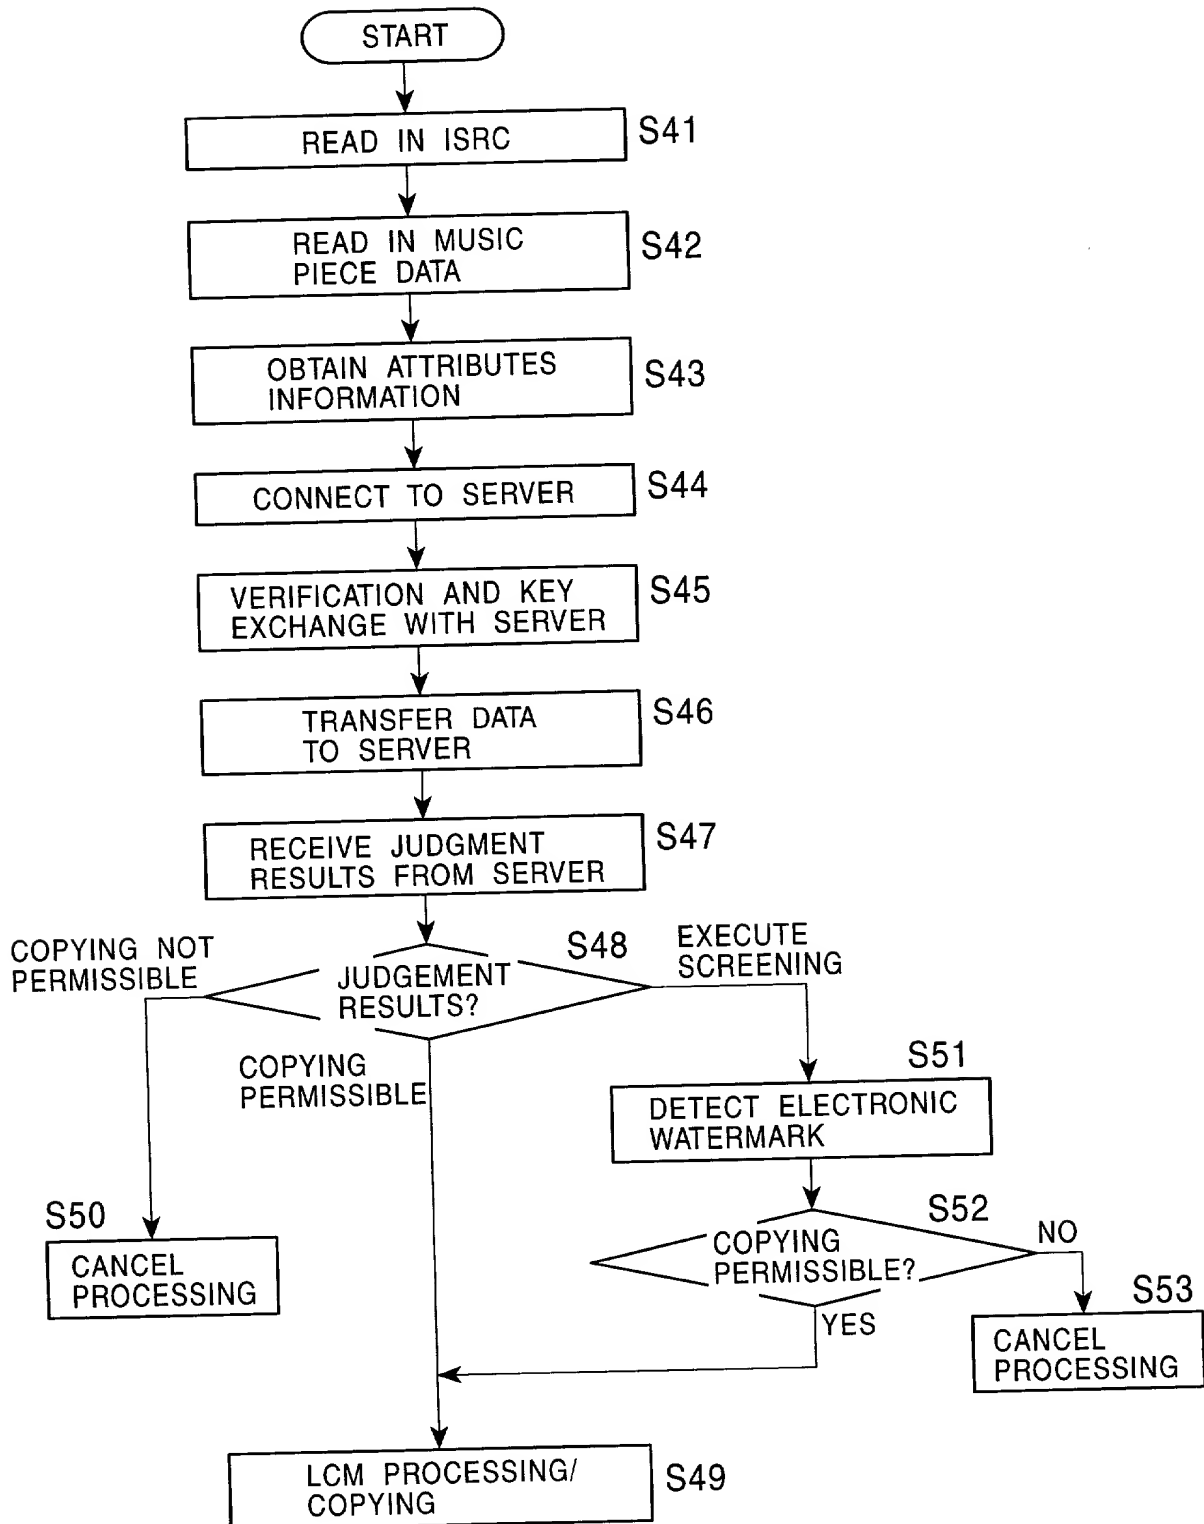 START
READ IN ISRC
S41
READ IN MUSIC
PIECE DATA
S42
OBTAIN ATTRIBUTES
INFORMATION
S43
CONNECT TO SERVER
S44
VERIFICATION AND KEY
EXCHANGE WITH SERVER
S45
TRANSFER DATA
TO SERVER
S46
RECEIVE JUDGMENT
RESULTS FROM SERVER
S47
COPYING NOT
PERMISSIBLE
JUDGEMENT
RESULTS?
S48
EXECUTE
SCREENING
COPYING
PERMISSIBLE
S51
DETECT ELECTRONIC
WATERMARK
S50
CANCEL
PROCESSING
S52
COPYING
PERMISSIBLE?
NO
YES
S53
CANCEL
PROCESSING
LCM PROCESSING/
COPYING
S49